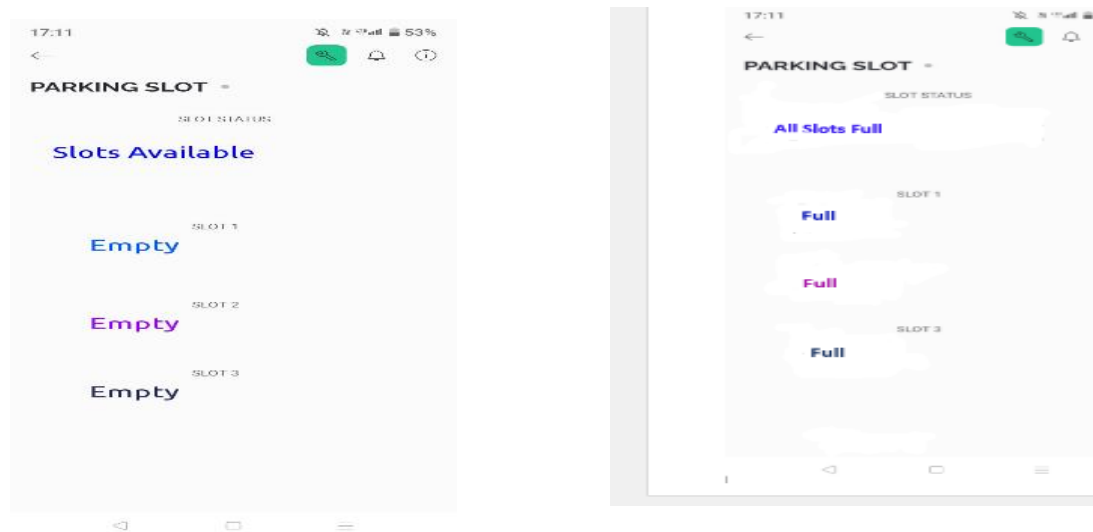 17:11
53%
PARKING SLOT
SLOT STATUS
Slots Available
SLOT 1
Empty
SLOT 2
Empty
SLOT 3
Empty
17:11
PARKING SLOT
SLOT STATUS
All Slots Full
SLOT 1
Full
Full
SLOT 3
Full